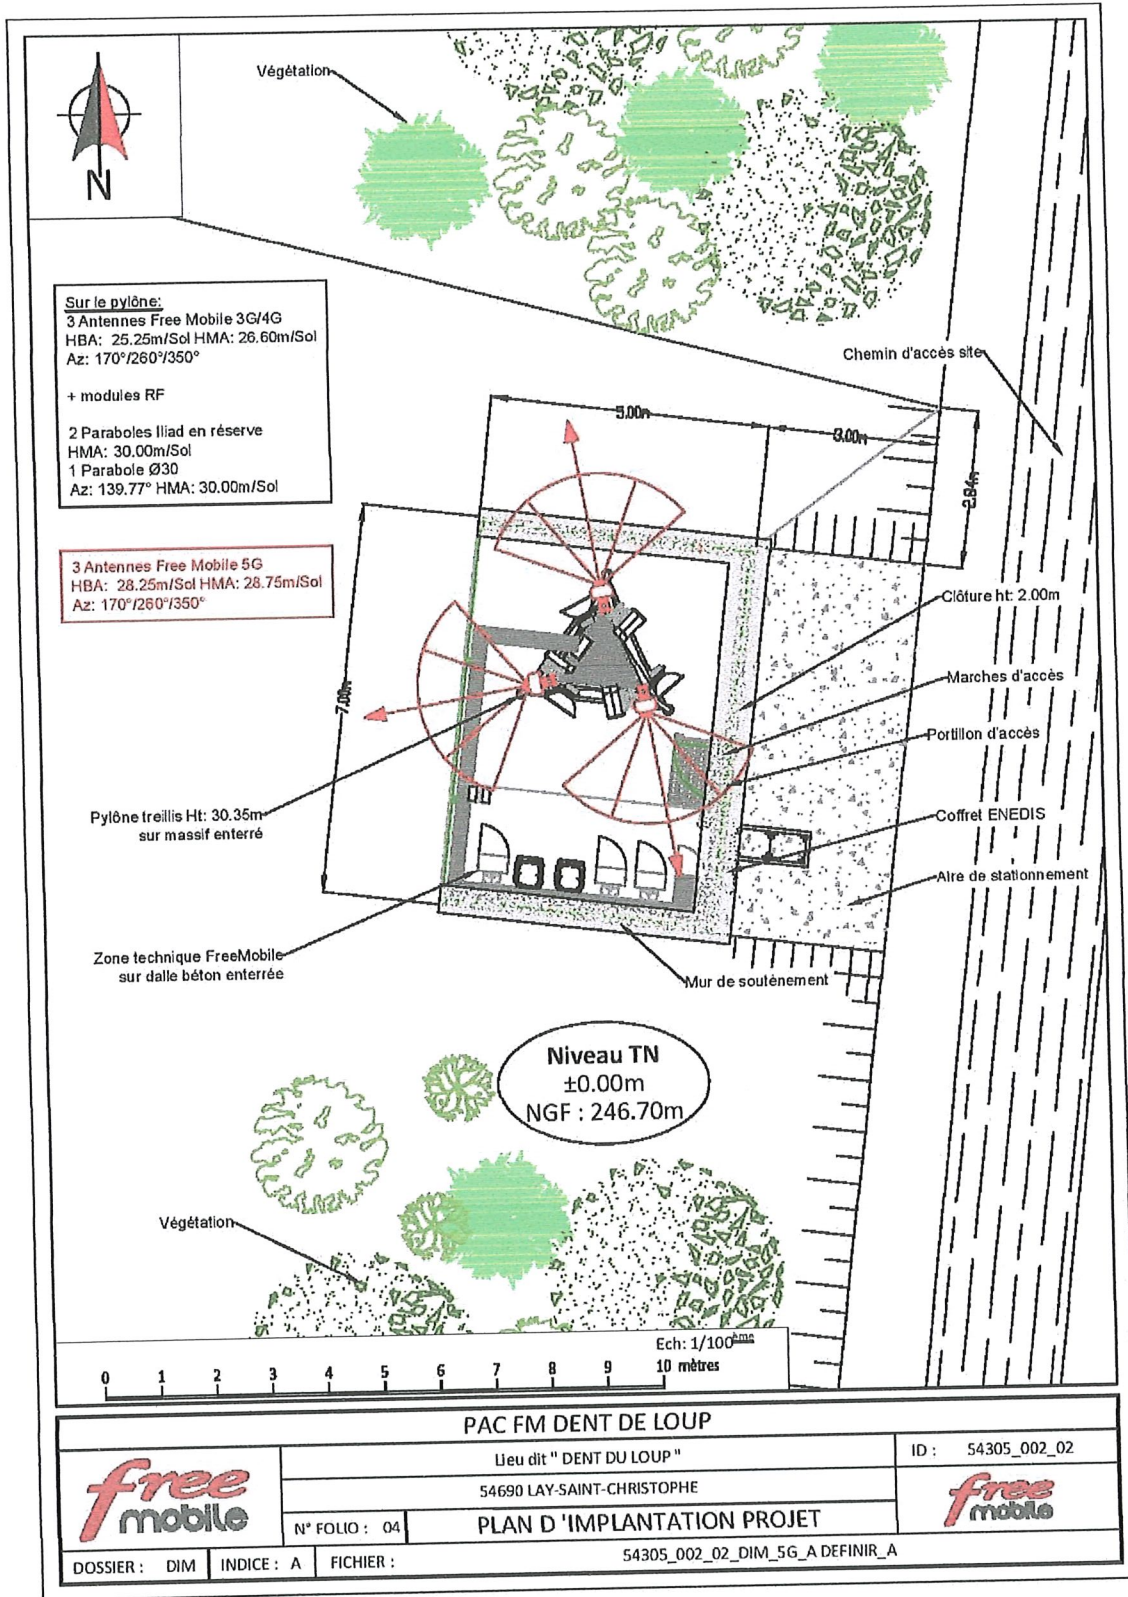 Végétation
N
Sur le pylône:
3 Antennes Free Mobile 3G/4G
HBA: 25.25m/Sol HMA: 26.60m/Sol
Az: 170°/260°/350°
+ modules RF
2 Paraboles Iliad en réserve
HMA: 30.00m/Sol
1 Parabole Ø30
Az: 139.77° HMA: 30.00m/Sol
3 Antennes Free Mobile 5G
HBA: 28.25m/Sol HMA: 28.75m/Sol
Az: 170°/260°/350°
Chemin d'accès site
5.00m
3.00m
2.84m
7.00m
Clôture ht: 2.00m
Marches d'accès
Portillon d'accès
Coffret ENEDIS
Aire de stationnement
Pylône treillis Ht: 30.35m
sur massif enterré
Zone technique FreeMobile
sur dalle béton enterrée
Mur de soutènement
Niveau TN
±0.00m
NGF : 246.70m
Végétation
Ech: 1/100ème
0 1 2 3 4 5 6 7 8 9 10 mètres
PAC FM DENT DE LOUP
free mobile
Lieu dit " DENT DU LOUP "
ID : 54305_002_02
54690 LAY-SAINT-CHRISTOPHE
free mobile
N° FOLIO : 04
PLAN D 'IMPLANTATION PROJET
DOSSIER : DIM
INDICE : A
FICHIER : 54305_002_02_DIM_5G_A DEFINIR_A